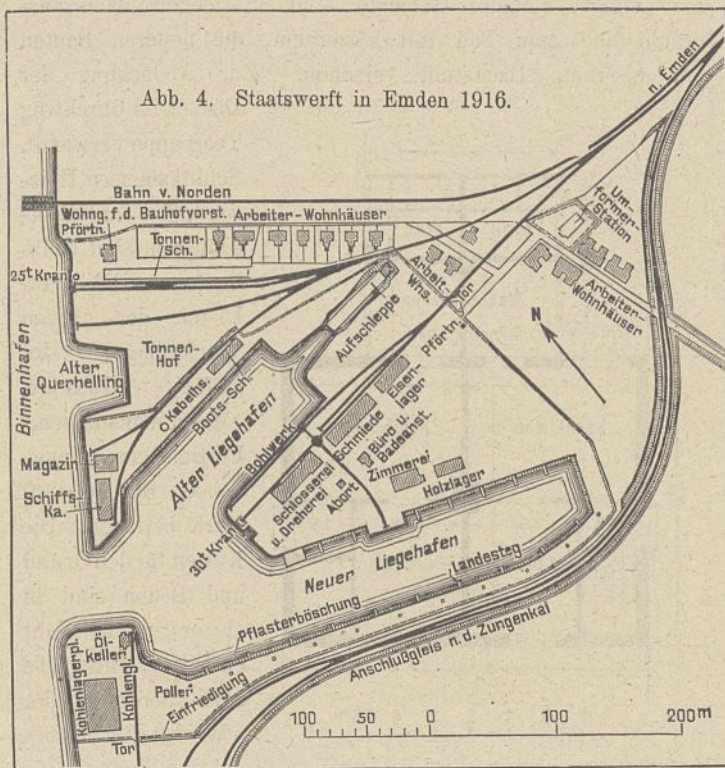 Abb. 4. Staatswerft in Emden 1916.
n. Emden
Bahn v. Norden
Wohng. f. d. Bauhofvorst.
Arbeiter-Wohnhäuser
Pförtn.
Tonnen-
Sch.
25t Kran
Um-
formen-
Station
Arbeit.
Whs.
Tor
Pförtn.
Arbeiter-
Wohnhäuser
N
Aufschleppe
Binnenhafen
Alter
Querhelling
Tonnen-
Hof
Kabelhs.
Boots-Sch.
Alter Liegehafen
Bohlwerk
Eisen-
lager
Schmiede
Büro u.
Badeanst.
Zimmerei
Holzlager
Schlosserei
u. Dreherei
Abort
Magazin
Schiffs-
Ka.
30t Kran
Neuer Liegehafen
Landesteg
Pflasterböschung
Anschlußgleis n. d. Zungenkai
Öl-
keller
Kohlenlagerpl.
Kohlengl.
Poller
Einfriedigung
Tor
100 50 0 100 200 m